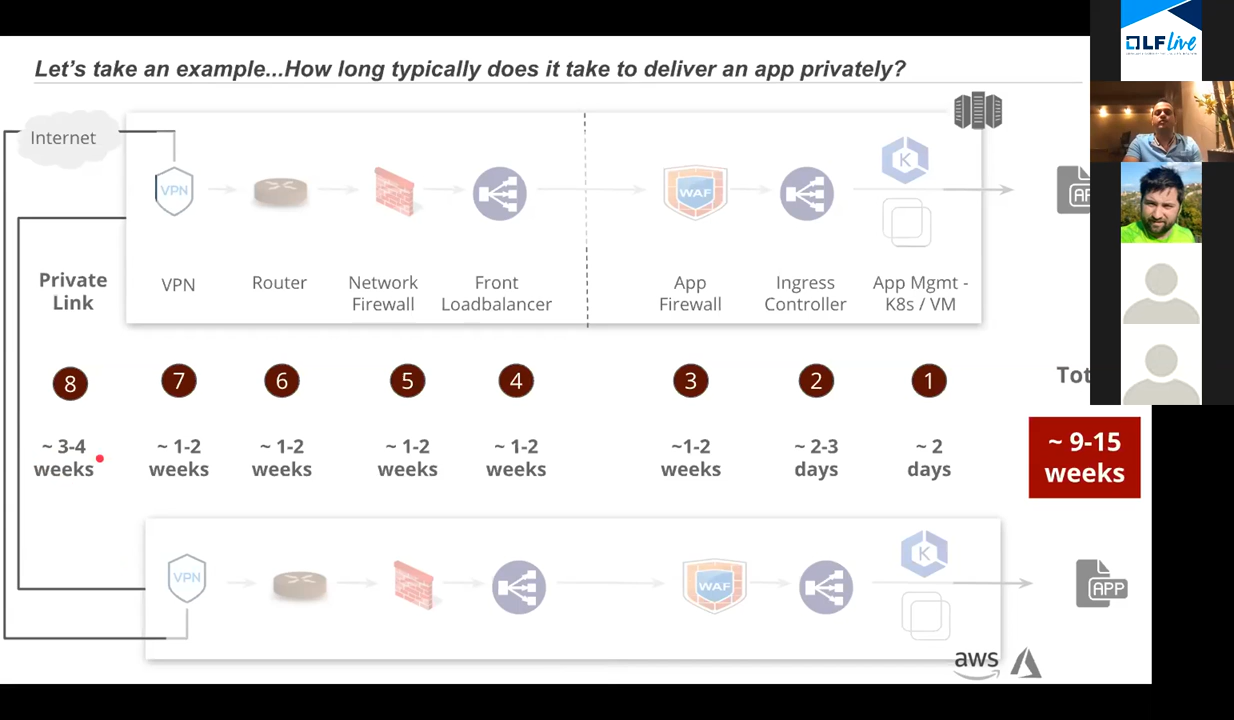 Let's take an example...How long typically does it take to deliver an app privately?
LF Live
Internet
VPN
WAF
K
Private
Link
VPN
Router
Network
Firewall
Front
Loadbalancer
App
Firewall
Ingress
Controller
App Mgmt -
K8s / VM
8
7
6
5
4
3
2
1
~ 3-4
weeks
~ 1-2
weeks
~ 1-2
weeks
~ 1-2
weeks
~ 1-2
weeks
~1-2
weeks
~ 2-3
days
~ 2
days
~ 9-15
weeks
VPN
WAF
K
APP
aws